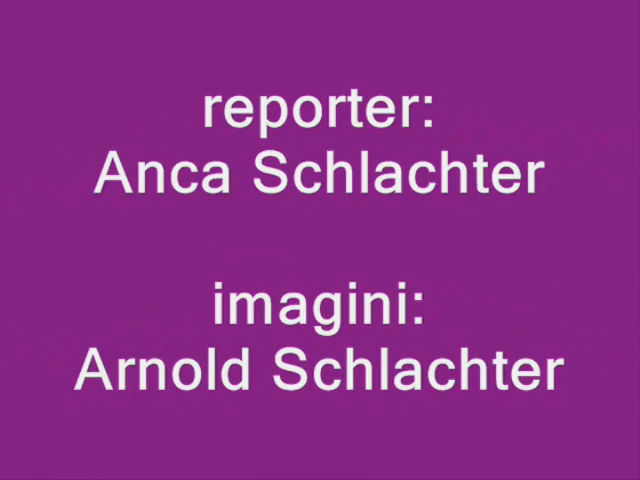 reporter:
Anca Schlachter
imagini:
Arnold Schlachter